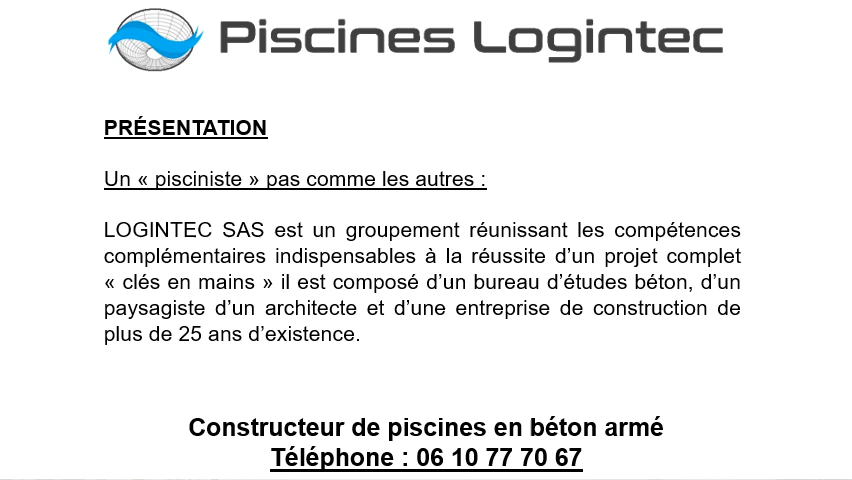 Piscines Logintec
PRÉSENTATION
Un « pisciniste » pas comme les autres :
LOGINTEC SAS est un groupement réunissant les compétences
complémentaires indispensables à la réussite d’un projet complet
« clés en mains » il est composé d’un bureau d’études béton, d’un
paysagiste d’un architecte et d’une entreprise de construction de
plus de 25 ans d’existence.
Constructeur de piscines en béton armé
Téléphone : 06 10 77 70 67